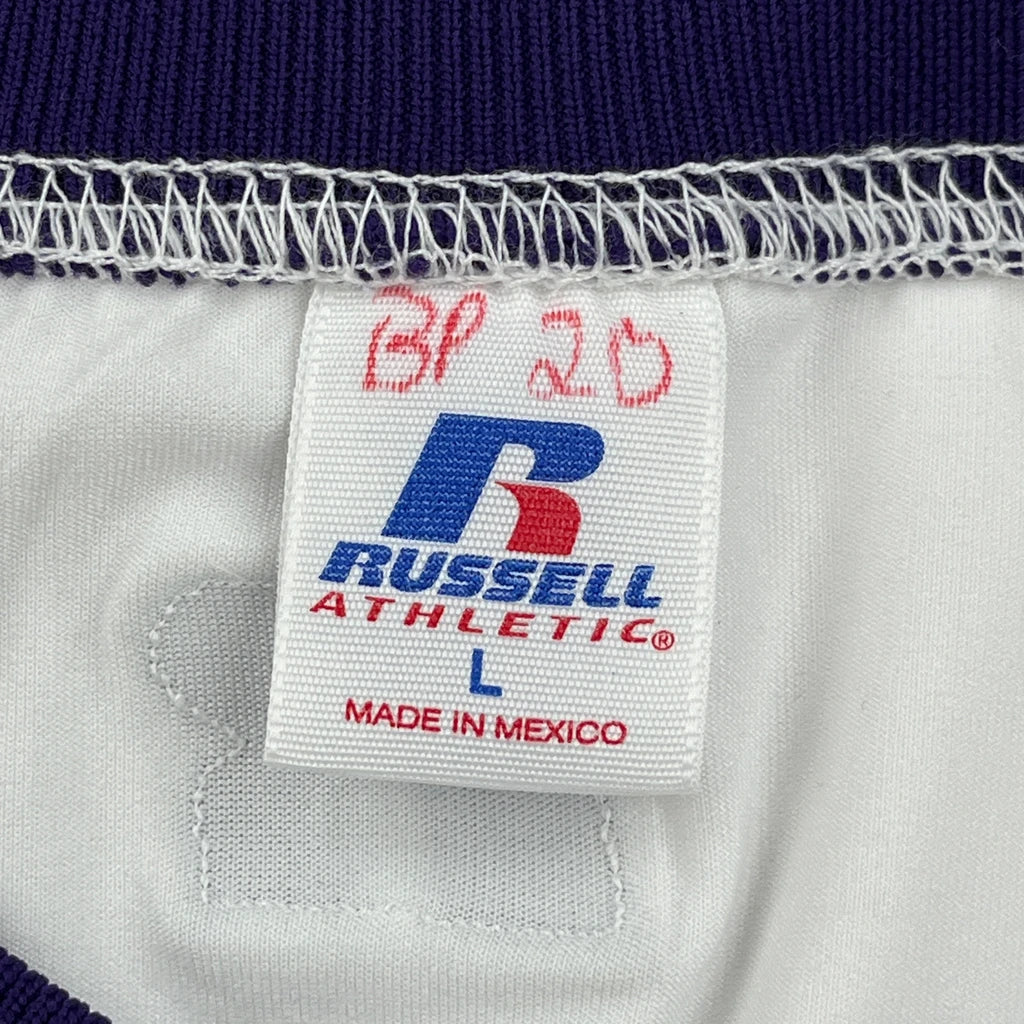 BP 20
R
RUSSELL
ATHLETIC®
L
MADE IN MEXICO